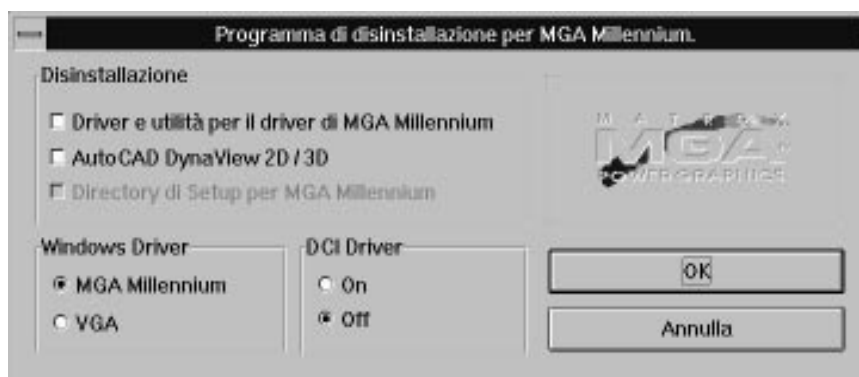 Programma di disinstallazione per MGA Millennium.
Disinstallazione
Driver e utilità per il driver di MGA Millennium
AutoCAD DynaView 2D / 3D
Directory di Setup per MGA Millennium
MATROX
MGA
POWER GRAPHICS
Windows Driver
MGA Millennium
VGA
DCI Driver
On
Off
OK
Annulla